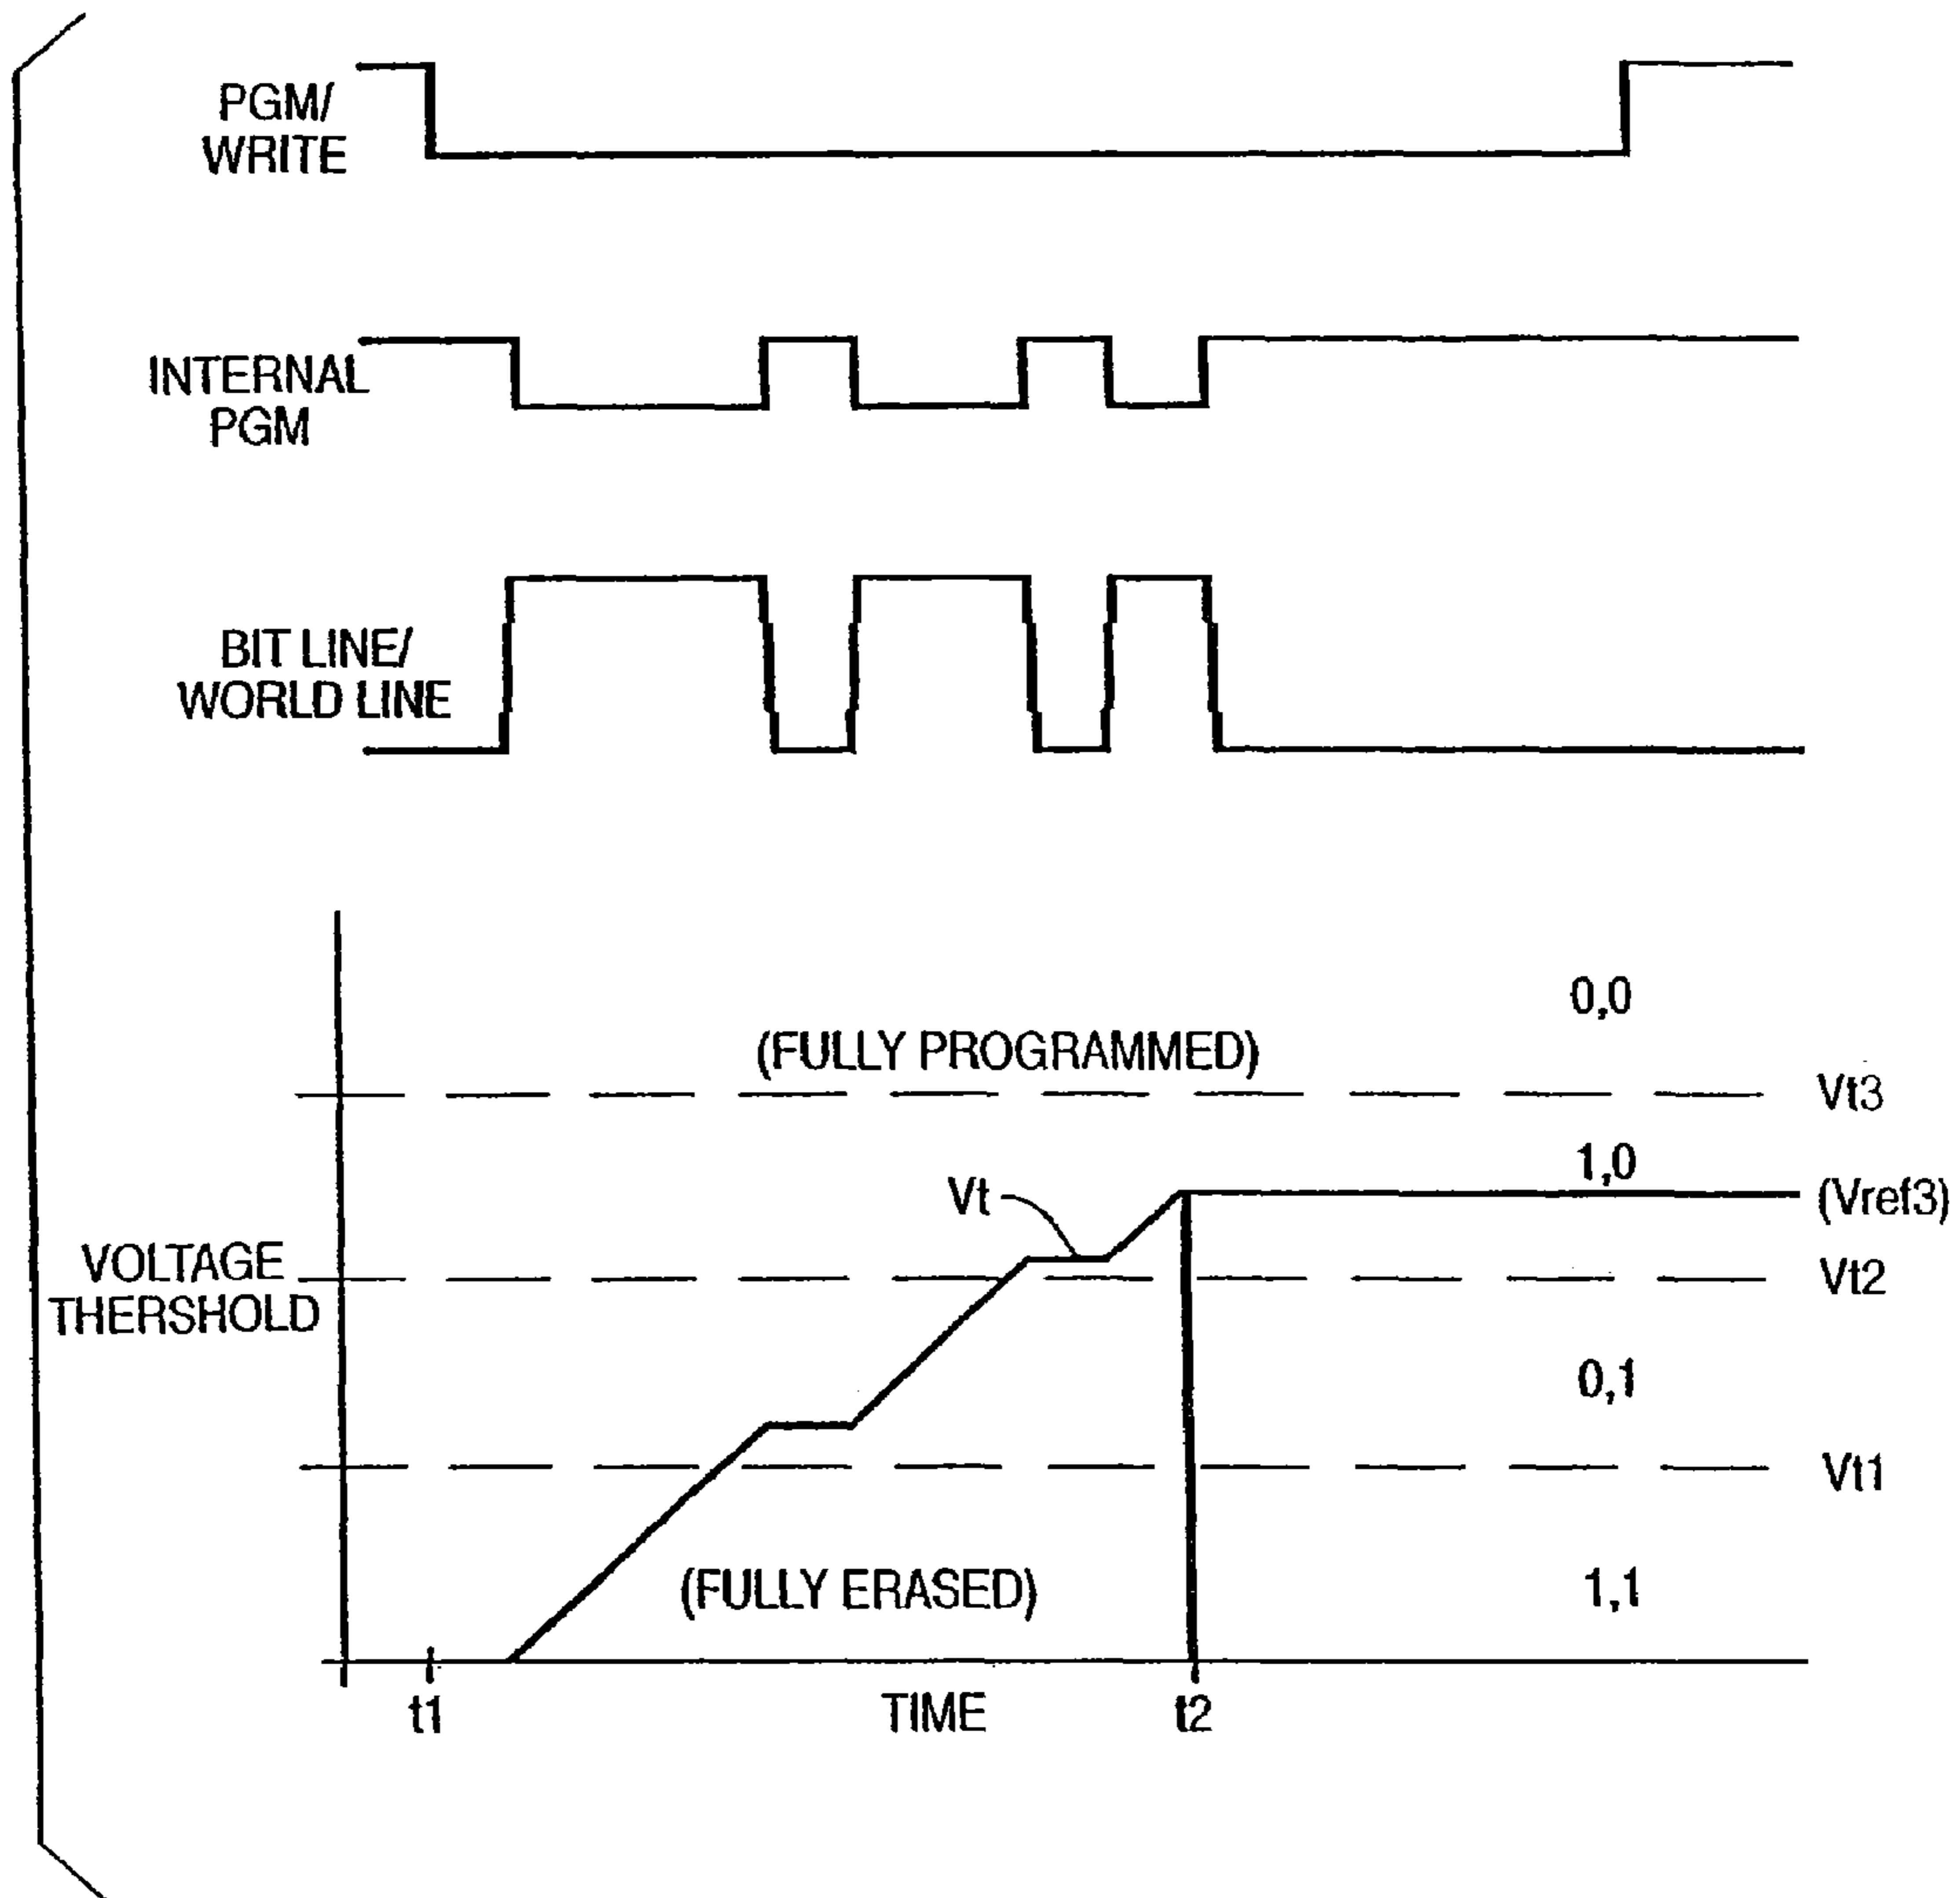 PGM/
WRITE
INTERNAL
PGM
BIT LINE/
WORLD LINE
0,0
(FULLY PROGRAMMED)
Vt3
1,0
Vt
(Vref3)
VOLTAGE
THERSHOLD
Vt2
0,1
Vt1
(FULLY ERASED)
1,1
t1
TIME
t2